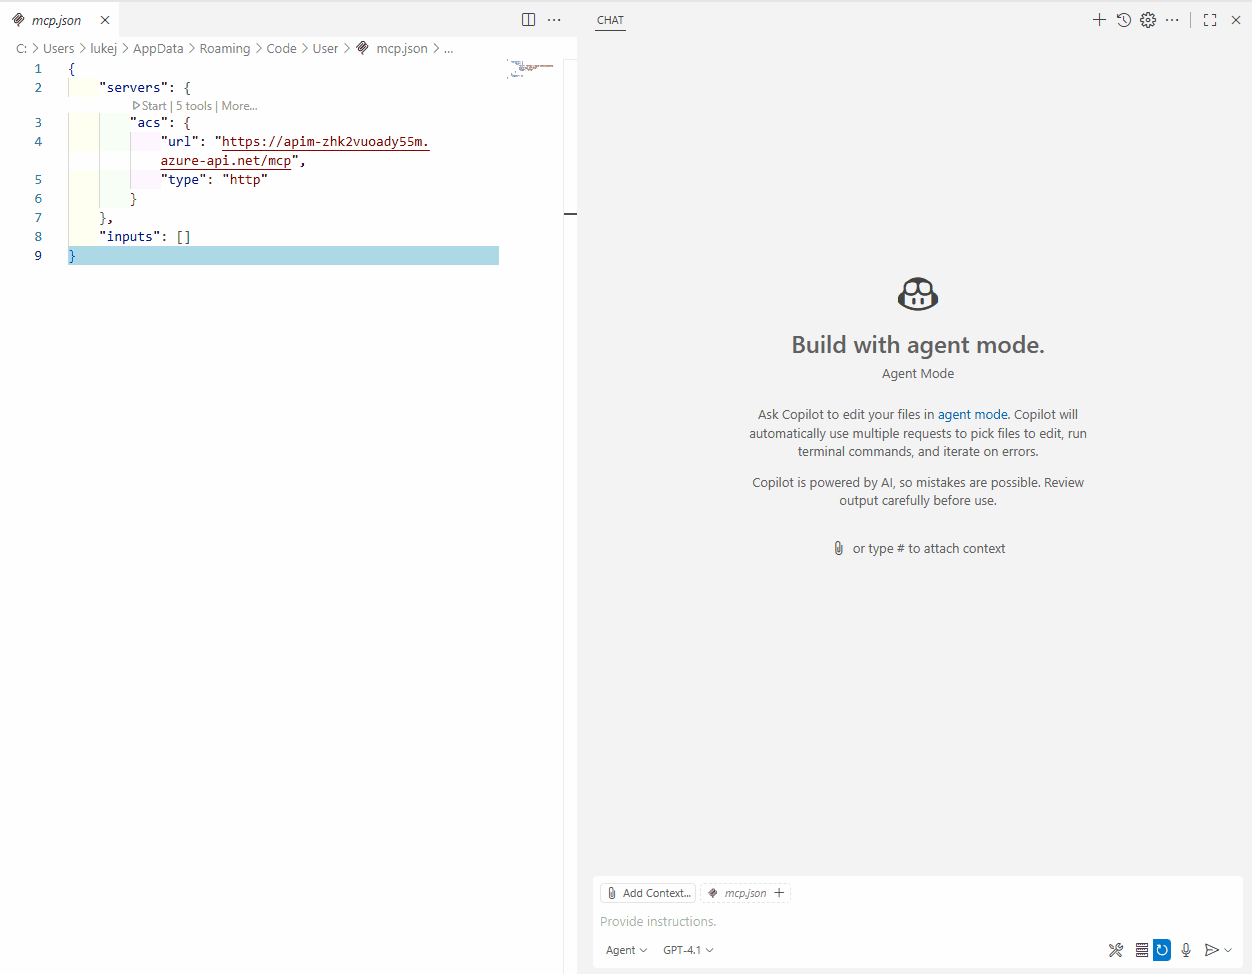 mcp.json
C: > Users > lukej > AppData > Roaming > Code > User > mcp.json > ...
1 {
2 "servers": {
Start | 5 tools | More...
3 "acs": {
4 "url": "https://apim-zhk2vuoady55m.
azure-api.net/mcp",
5 "type": "http"
6 }
7 },
8 "inputs": []
9 }
CHAT
Build with agent mode.
Agent Mode
Ask Copilot to edit your files in agent mode. Copilot will
automatically use multiple requests to pick files to edit, run
terminal commands, and iterate on errors.
Copilot is powered by AI, so mistakes are possible. Review
output carefully before use.
or type # to attach context
Add Context... mcp.json +
Provide instructions.
Agent GPT-4.1